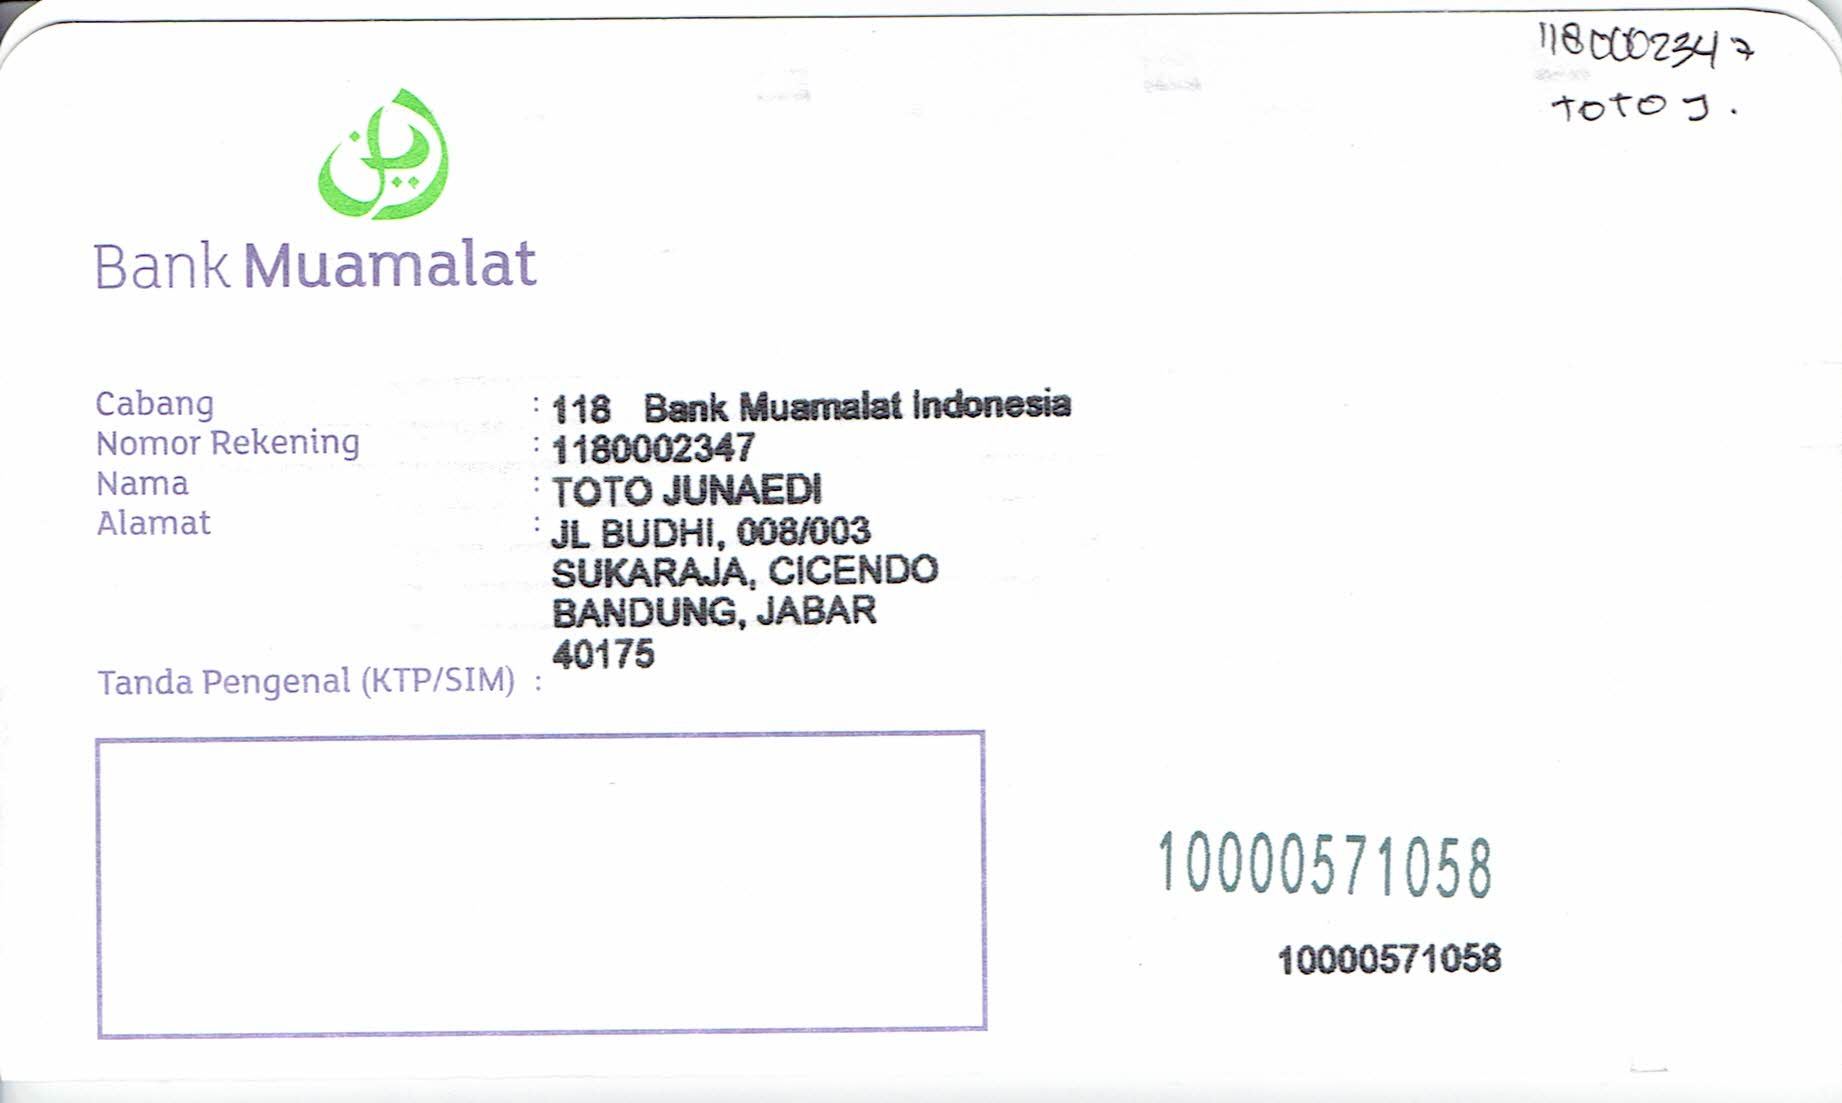 1180002347
TOTO J.
Bank Muamalat
Cabang : 118 Bank Muamalat Indonesia
Nomor Rekening : 1180002347
Nama : TOTO JUNAEDI
Alamat : JL BUDHI, 008/003
SUKARAJA, CICENDO
BANDUNG, JABAR
40175
Tanda Pengenal (KTP/SIM) :
10000571058
10000571058